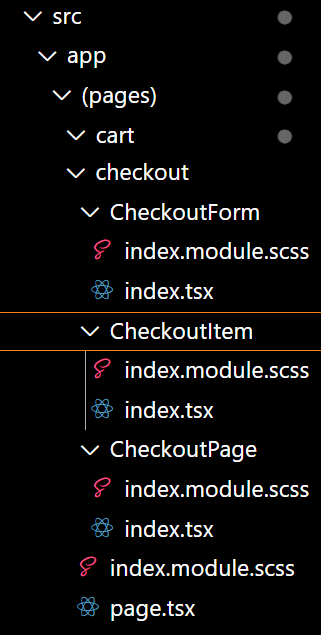 src
app
(pages)
cart
checkout
CheckoutForm
index.module.scss
index.tsx
CheckoutItem
index.module.scss
index.tsx
CheckoutPage
index.module.scss
index.tsx
index.module.scss
page.tsx